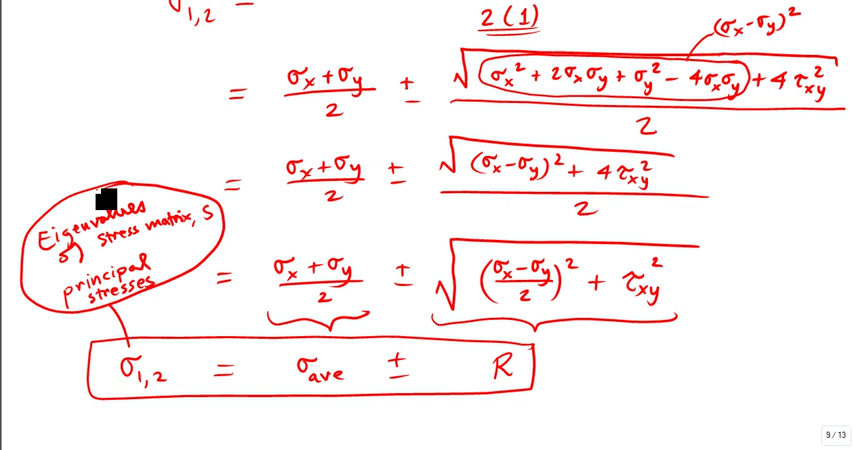 σ1,2 =
2 (1)
(σx-σy)²
= σx+σy/2 ± √(σx² + 2σxσy + σy² - 4σxσy) + 4τxy²/2
= σx+σy/2 ± √(σx-σy)² + 4τxy²/2
Eigenvalues
of stress matrix, S
principal
stresses
= σx + σy/2 ± √(σx-σy/2)² + τxy²
σ1,2 = σave ± R
9 / 13